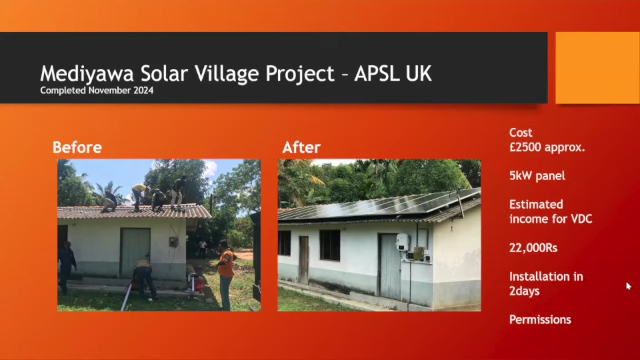 Mediyawa Solar Village Project – APSL UK
Completed November 2024
Before
After
Cost
£2500 approx.
5kW panel
Estimated
income for VDC
22,000Rs
Installation in
2days
Permissions